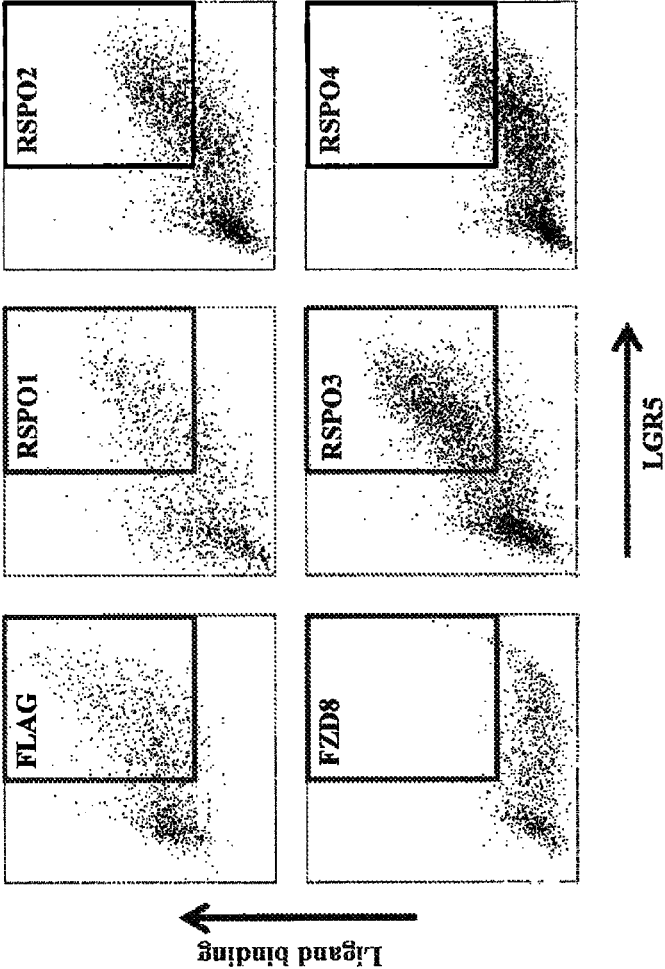 FLAG
RSPO1
RSPO2
FZD8
RSPO3
RSPO4
Ligand binding
LGR5